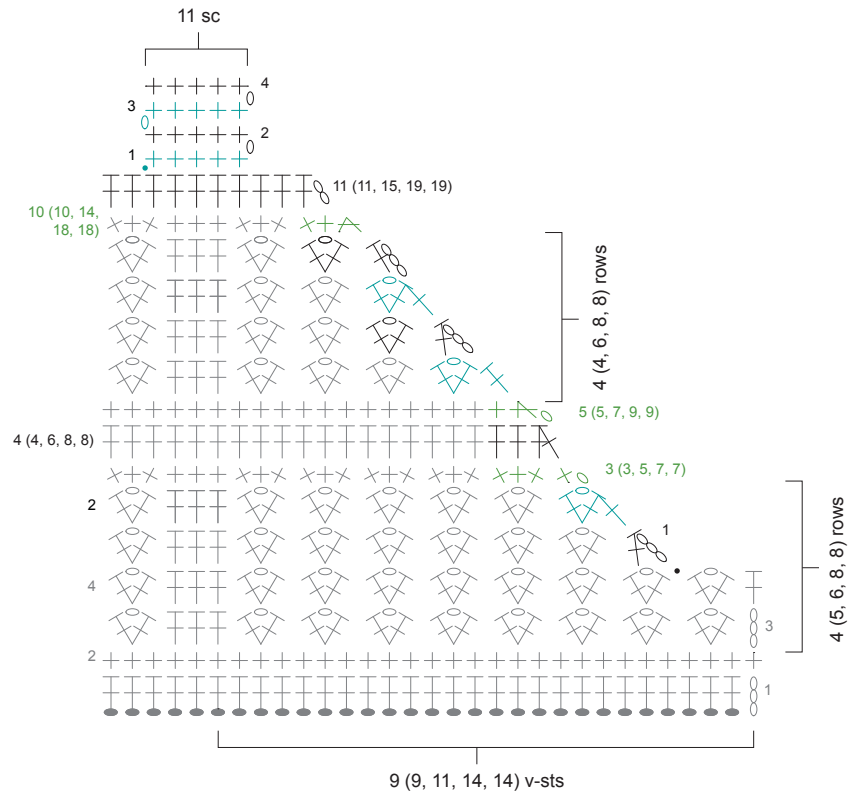 11 sc
4
3
2
1
11 (11, 15, 19, 19)
10 (10, 14,
18, 18)
4 (4, 6, 8, 8) rows
5 (5, 7, 9, 9)
4 (4, 6, 8, 8)
3 (3, 5, 7, 7)
2
1
4 (5, 6, 8, 8) rows
4
3
2
1
9 (9, 11, 14, 14) v-sts